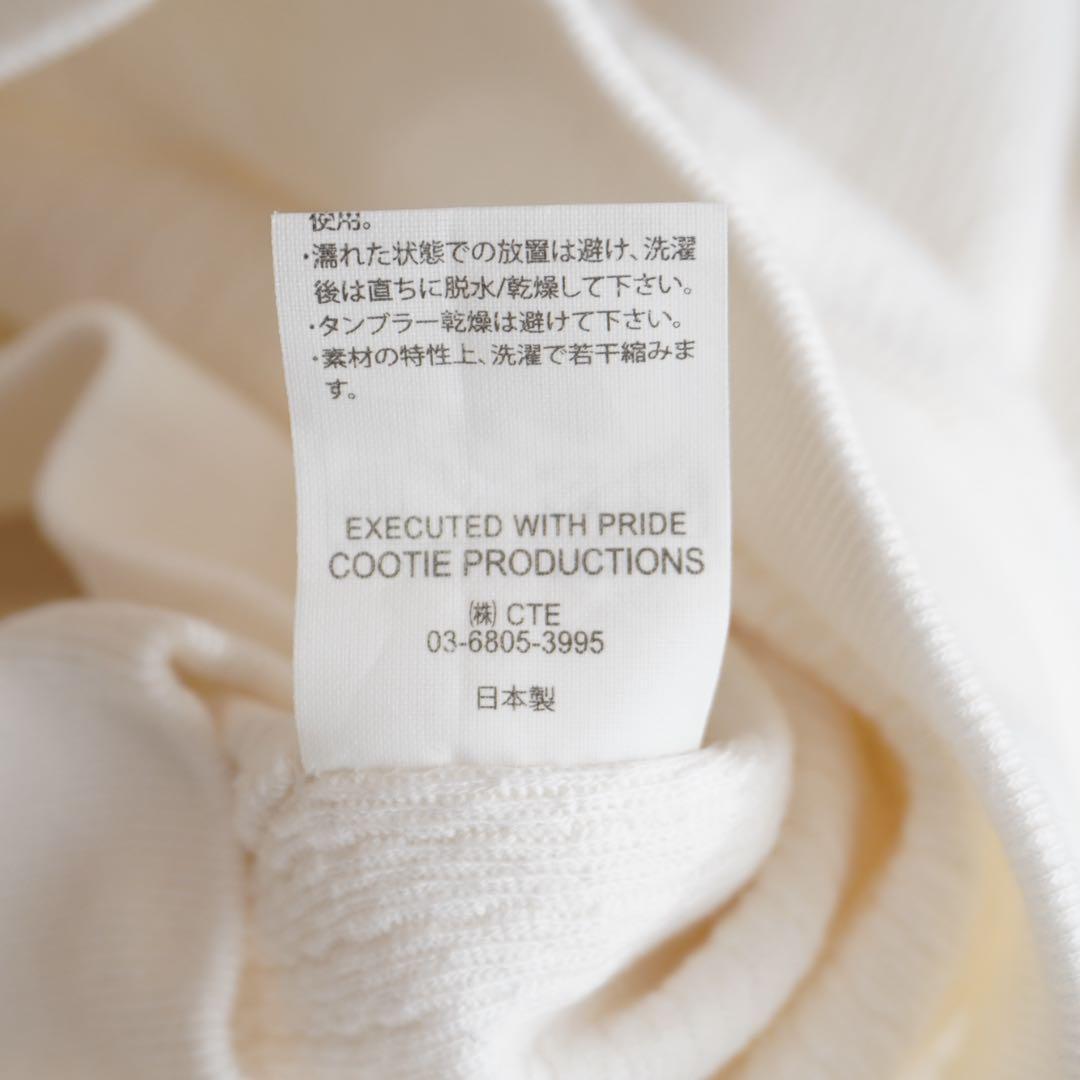 使用。
・濡れた状態での放置は避け、洗濯
後は直ちに脱水/乾燥して下さい。
・タンブラー乾燥は避けて下さい。
・素材の特性上、洗濯で若干縮みま
す。
EXECUTED WITH PRIDE
COOTIE PRODUCTIONS
㈱ CTE
03-6805-3995
日本製